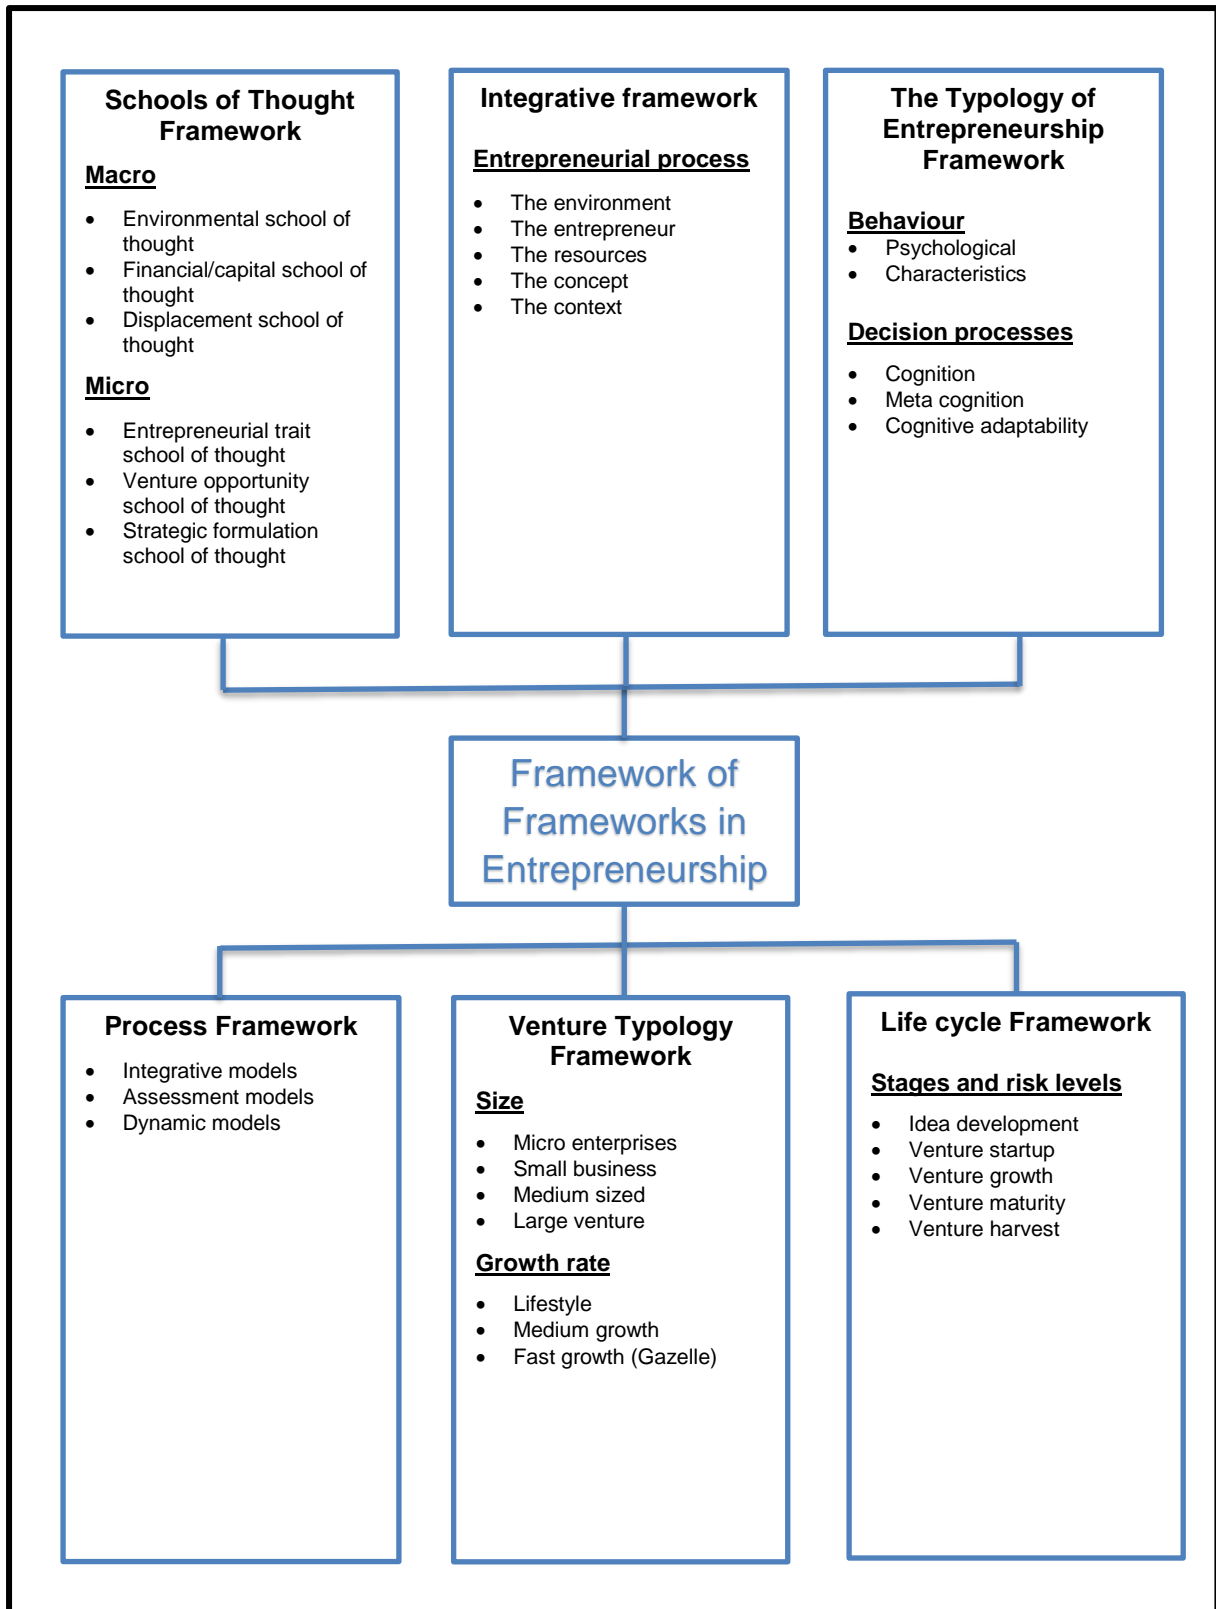 Schools of Thought
Framework
Macro
• Environmental school of
thought
• Financial/capital school of
thought
• Displacement school of
thought
Micro
• Entrepreneurial trait
school of thought
• Venture opportunity
school of thought
• Strategic formulation
school of thought
Integrative framework
Entrepreneurial process
• The environment
• The entrepreneur
• The resources
• The concept
• The context
The Typology of
Entrepreneurship
Framework
Behaviour
• Psychological
• Characteristics
Decision processes
• Cognition
• Meta cognition
• Cognitive adaptability
Framework of
Frameworks in
Entrepreneurship
Process Framework
• Integrative models
• Assessment models
• Dynamic models
Venture Typology
Framework
Size
• Micro enterprises
• Small business
• Medium sized
• Large venture
Growth rate
• Lifestyle
• Medium growth
• Fast growth (Gazelle)
Life cycle Framework
Stages and risk levels
• Idea development
• Venture startup
• Venture growth
• Venture maturity
• Venture harvest